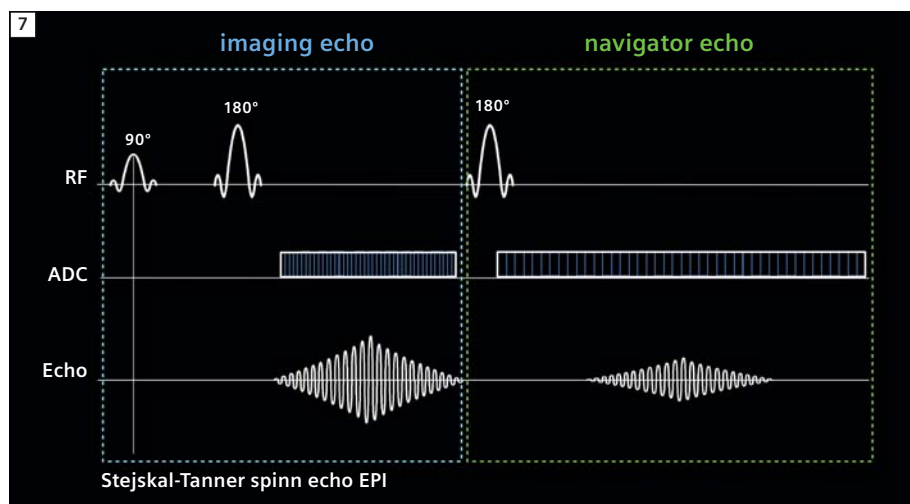 7
imaging echo navigator echo
90° 180° 180°
RF
ADC
Echo
Stejskal-Tanner spinn echo EPI